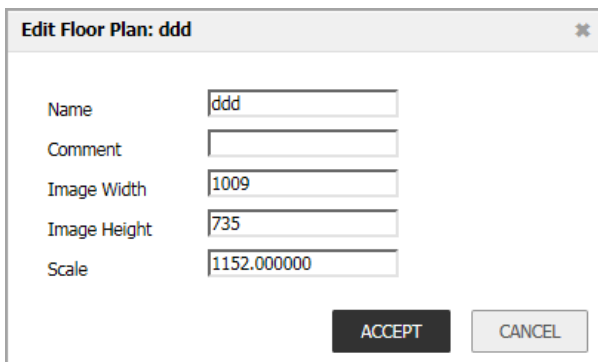 Edit Floor Plan: ddd
Name ddd
Comment
Image Width 1009
Image Height 735
Scale 1152.000000
ACCEPT CANCEL